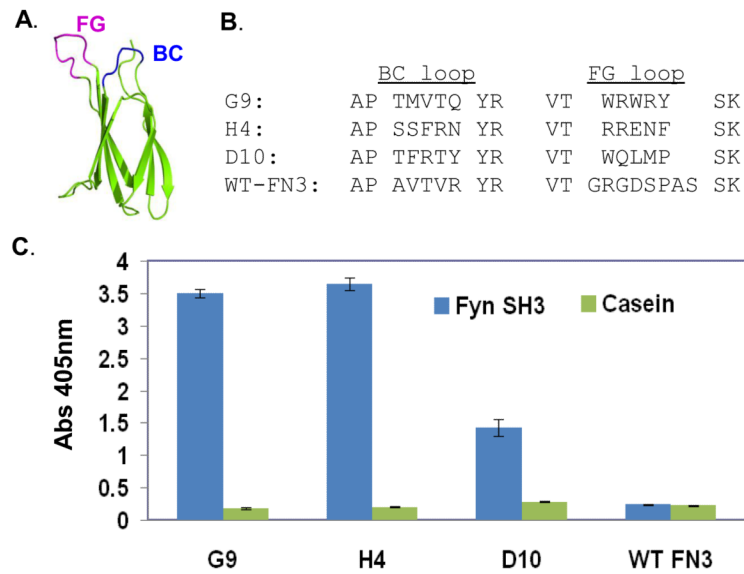 A.
FG
BC
B.
BC loop FG loop
G9: AP TMVTQ YR VT WRWRY SK
H4: AP SSFRN YR VT RRENF SK
D10: AP TFRTY YR VT WQLMP SK
WT-FN3: AP AVTVR YR VT GRGDSPAS SK
C.
Abs 405nm
4
3.5
3
2.5
2
1.5
1
0.5
0
Fyn SH3 Casein
G9 H4 D10 WT FN3